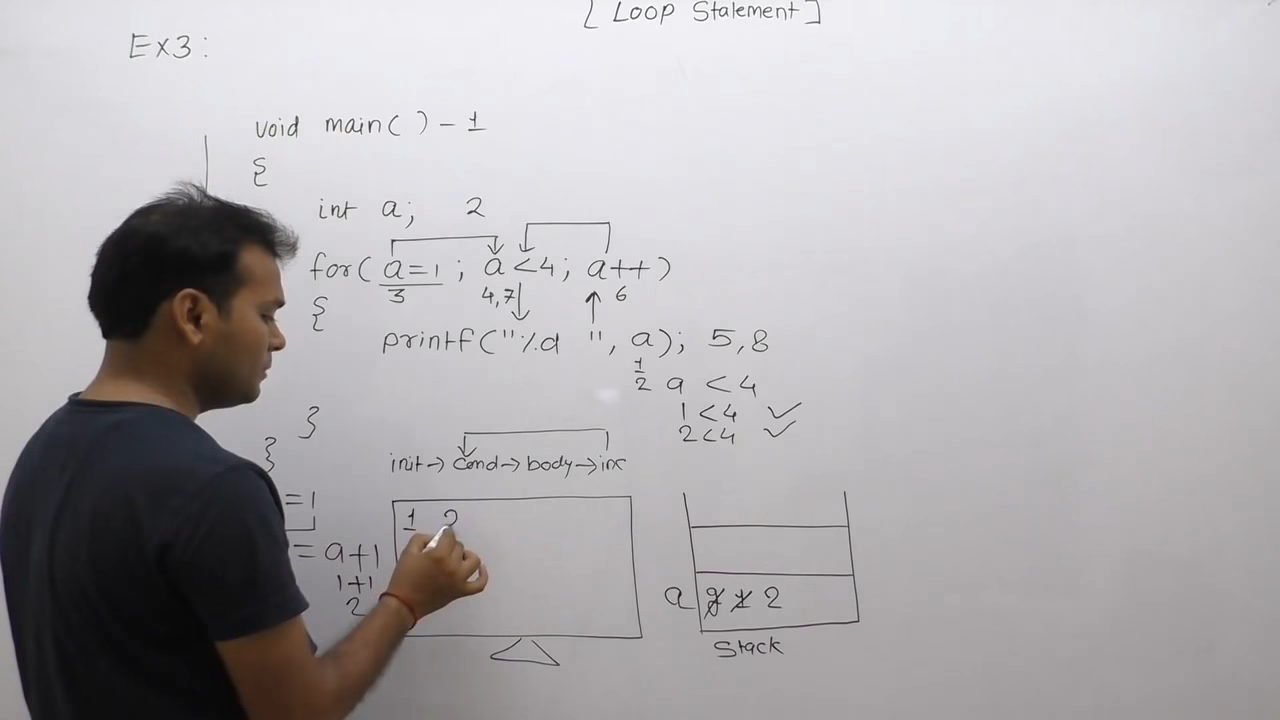 [ Loop Statement ]
Ex3 :
void main( ) - 1
{
int a; 2
for( a=1 ; a<4; a++ )
3 4,7 6
{
printf("%d ", a); 5,8
1
2 a < 4
1<4 ✓
2<4 ✓
}
}
init→ cond→ body→ inc
=1
1 2
= a+1
1+1
2
a g 1 2
Stack